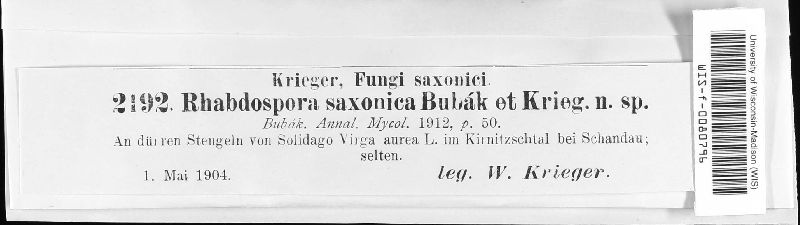 Krieger, Fungi saxonici.
2192. Rhabdospora saxonica Bubák et Krieg. n. sp.
Bubák. Annal. Mycol. 1912, p. 50.
An dürren Stengeln von Solidago Virga aurea L. im Kirnitzschtal bei Schandau;
selten.
1. Mai 1904.
leg. W. Krieger.
University of Wisconsin-Madison (WIS)
WIS-f-0080796